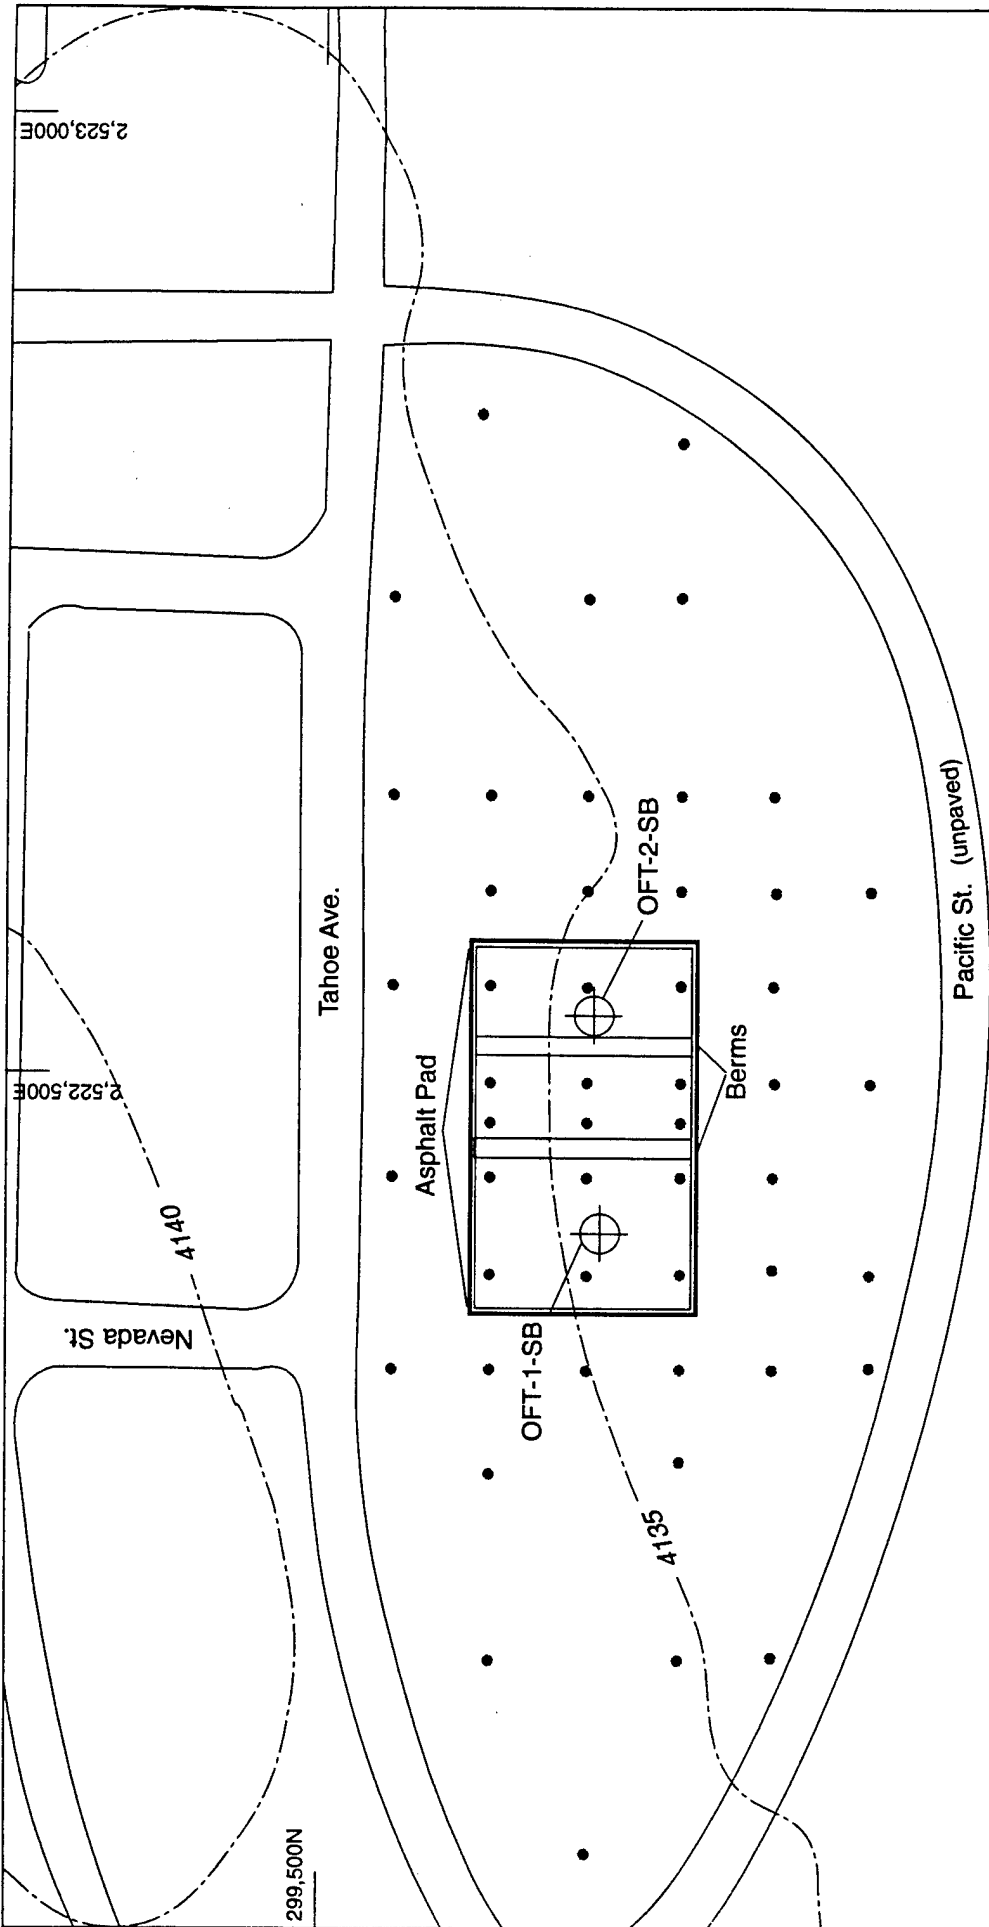 2,523,000E
2,522,500E
Tahoe Ave.
Asphalt Pad
OFT-2-SB
Berms
Pacific St. (unpaved)
4140
Nevada St.
OFT-1-SB
4135
299,500N